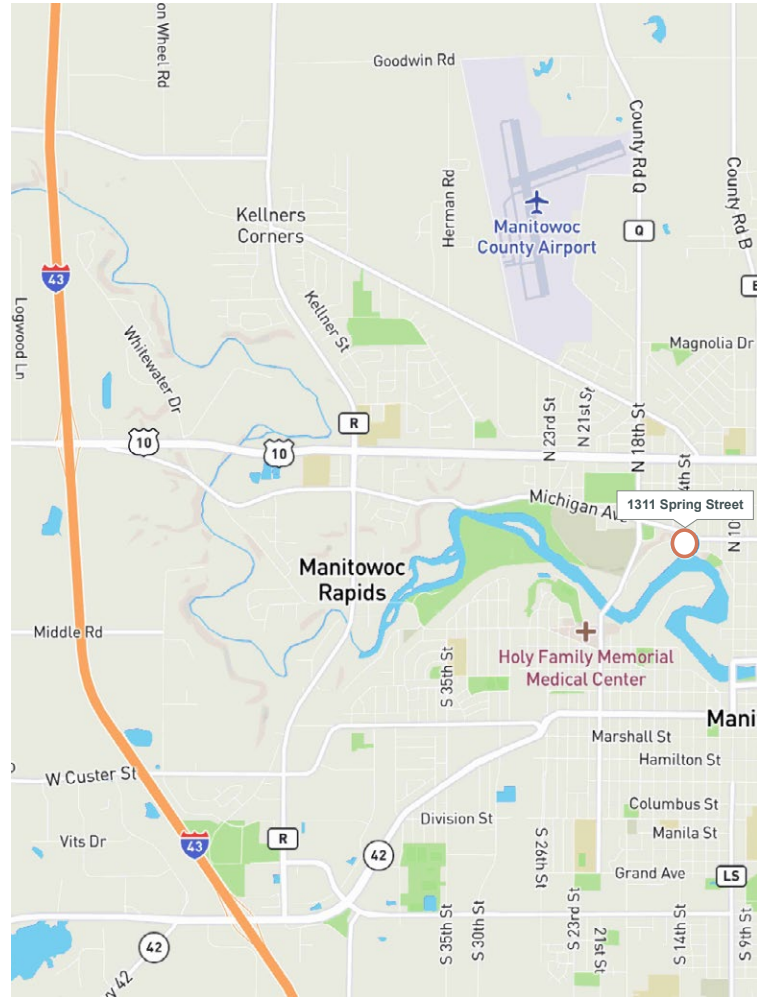 on Wheel Rd
Goodwin Rd
County Rd Q
County Rd B
Herman Rd
Manitowoc
County Airport
Kellners
Corners
Q
43
Logwood Ln
Whitewater Dr
Kellner St
Magnolia Dr
N 23rd St
N 21st St
N 18th St
R
10
10
4th St
Michigan Ave
1311 Spring Street
N 10
Manitowoc
Rapids
Middle Rd
Holy Family Memorial
Medical Center
S 35th St
Mani
Marshall St
Hamilton St
W Custer St
Columbus St
Division St
Manila St
Vits Dr
R
43
42
S 26th St
Grand Ave
LS
S 35th St
S 30th St
S 23rd St
21st St
S 14th St
S 9th St
42
y 42